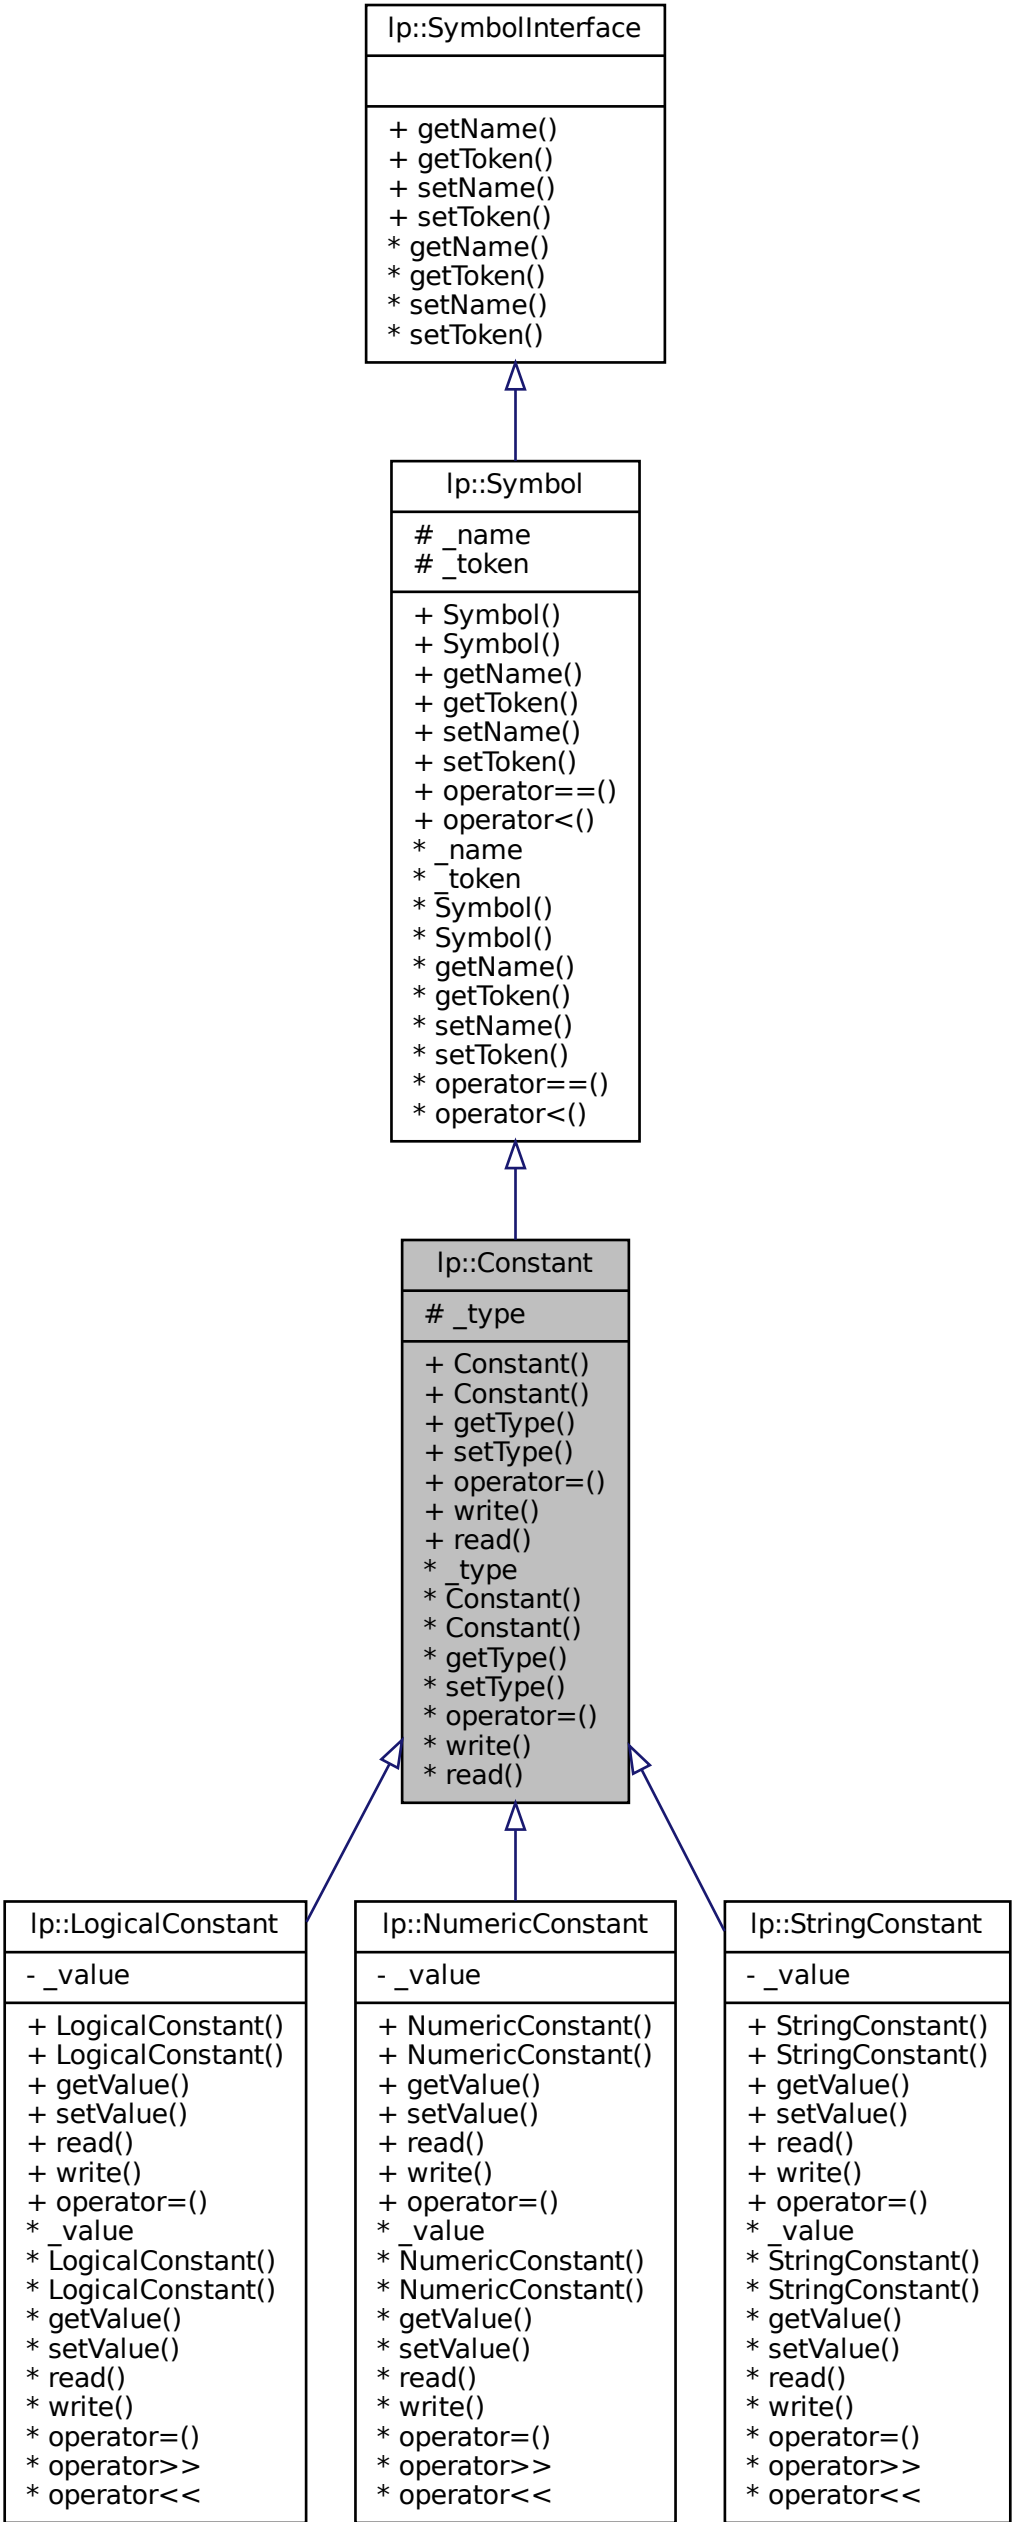 lp::SymbolInterface
+ getName()
+ getToken()
+ setName()
+ setToken()
* getName()
* getToken()
* setName()
* setToken()
lp::Symbol
# _name
# _token
+ Symbol()
+ Symbol()
+ getName()
+ getToken()
+ setName()
+ setToken()
+ operator==()
+ operator<()
* _name
* _token
* Symbol()
* Symbol()
* getName()
* getToken()
* setName()
* setToken()
* operator==()
* operator<()
lp::Constant
# _type
+ Constant()
+ Constant()
+ getType()
+ setType()
+ operator=()
+ write()
+ read()
* _type
* Constant()
* Constant()
* getType()
* setType()
* operator=()
* write()
* read()
lp::LogicalConstant
- _value
+ LogicalConstant()
+ LogicalConstant()
+ getValue()
+ setValue()
+ read()
+ write()
+ operator=()
* _value
* LogicalConstant()
* LogicalConstant()
* getValue()
* setValue()
* read()
* write()
* operator=()
* operator>>
* operator<<
lp::NumericConstant
- _value
+ NumericConstant()
+ NumericConstant()
+ getValue()
+ setValue()
+ read()
+ write()
+ operator=()
* _value
* NumericConstant()
* NumericConstant()
* getValue()
* setValue()
* read()
* write()
* operator=()
* operator>>
* operator<<
lp::StringConstant
- _value
+ StringConstant()
+ StringConstant()
+ getValue()
+ setValue()
+ read()
+ write()
+ operator=()
* _value
* StringConstant()
* StringConstant()
* getValue()
* setValue()
* read()
* write()
* operator=()
* operator>>
* operator<<